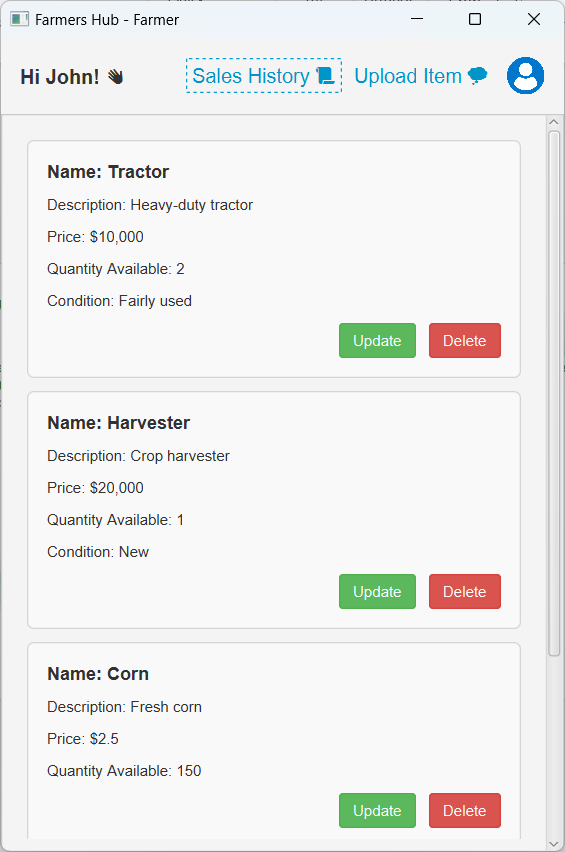 Farmers Hub - Farmer
Hi John! 👋 Sales History 📜 Upload Item 💭
Name: Tractor
Description: Heavy-duty tractor
Price: $10,000
Quantity Available: 2
Condition: Fairly used
Update Delete
Name: Harvester
Description: Crop harvester
Price: $20,000
Quantity Available: 1
Condition: New
Update Delete
Name: Corn
Description: Fresh corn
Price: $2.5
Quantity Available: 150
Update Delete